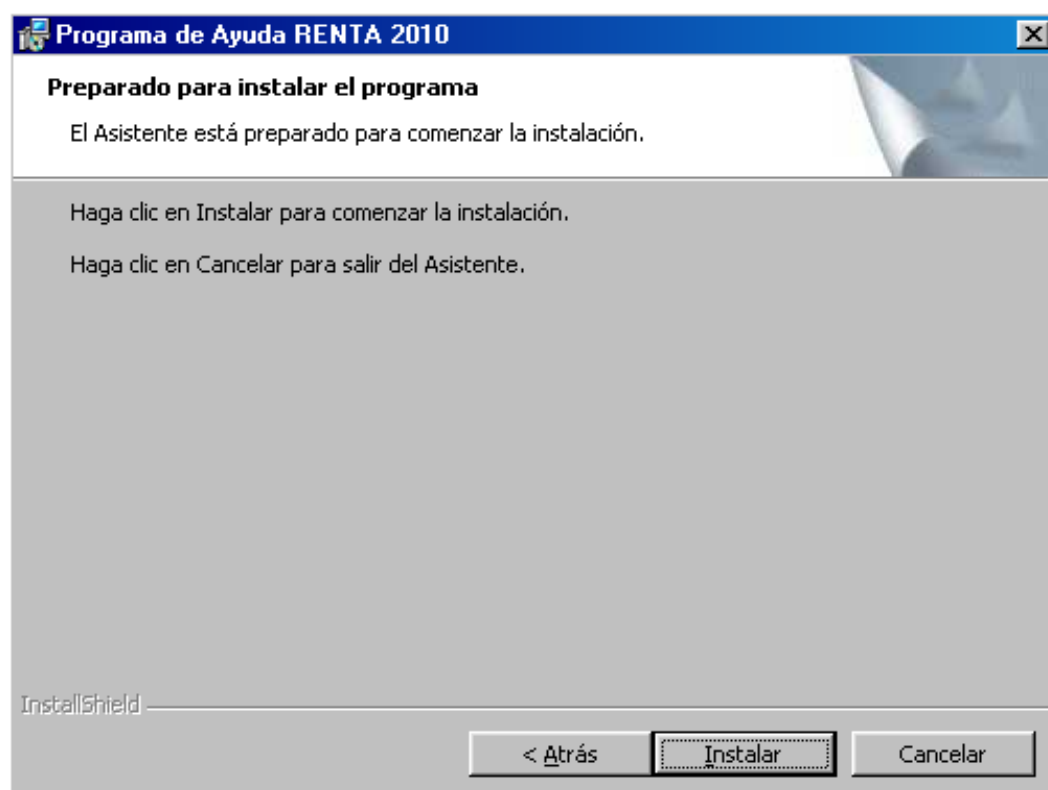 Programa de Ayuda RENTA 2010
Preparado para instalar el programa
El Asistente está preparado para comenzar la instalación.
Haga clic en Instalar para comenzar la instalación.
Haga clic en Cancelar para salir del Asistente.
InstallShield
< Atrás Instalar Cancelar